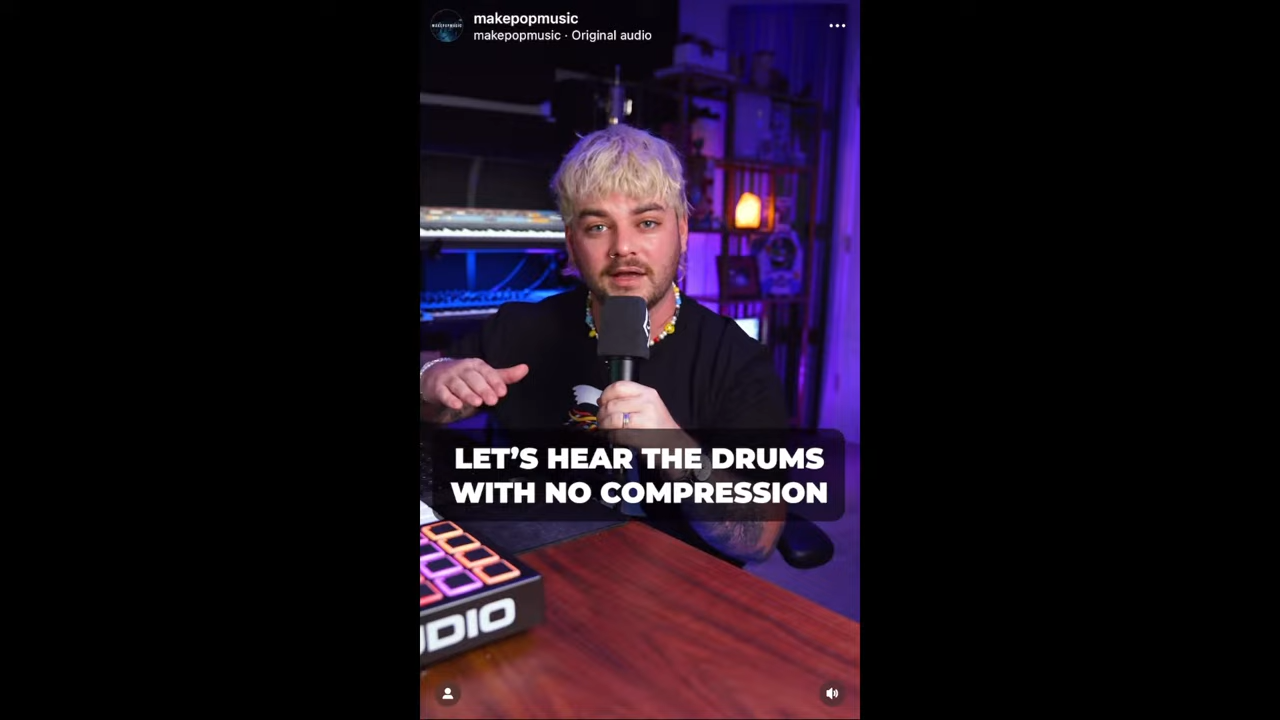 makepopmusic
makepopmusic · Original audio
LET'S HEAR THE DRUMS
WITH NO COMPRESSION
UDIO